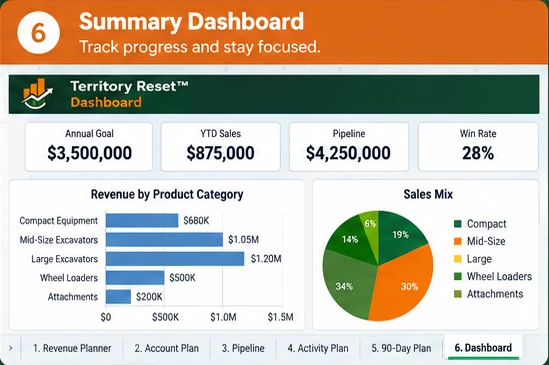 6
Summary Dashboard
Track progress and stay focused.
Territory Reset™
Dashboard
Annual Goal
$3,500,000
YTD Sales
$875,000
Pipeline
$4,250,000
Win Rate
28%
Revenue by Product Category
Compact Equipment $680K
Mid-Size Excavators $1.05M
Large Excavators $1.20M
Wheel Loaders $500K
Attachments $200K
$0 $500K $1.0M $1.5M
Sales Mix
6%
19%
14%
34%
30%
Compact
Mid-Size
Large
Wheel Loaders
Attachments
> 1. Revenue Planner 2. Account Plan 3. Pipeline 4. Activity Plan 5. 90-Day Plan 6. Dashboard